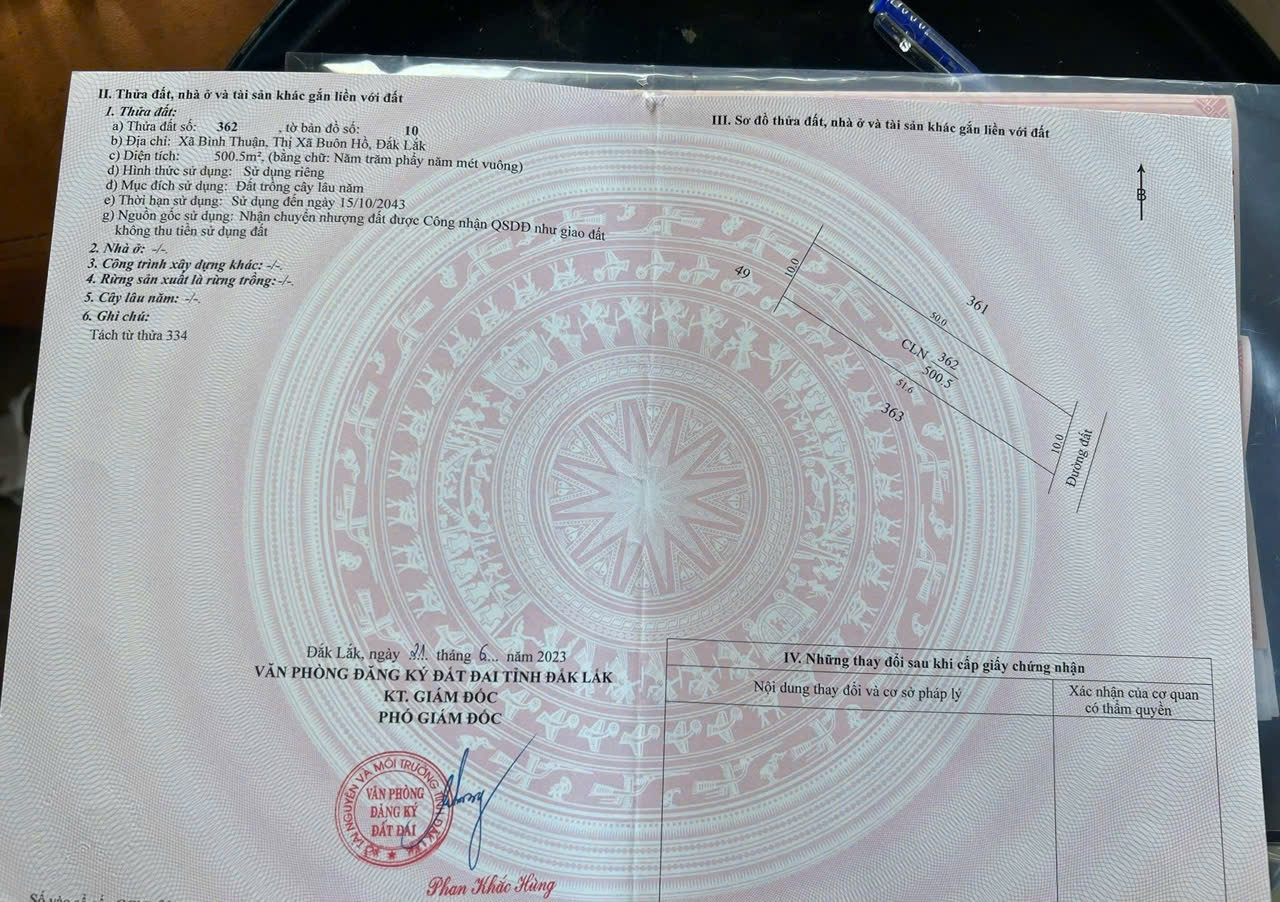 II. Thửa đất, nhà ở và tài sản khác gắn liền với đất
1. Thửa đất:
a) Thửa đất số: 362 , tờ bản đồ số: 10
b) Địa chỉ: Xã Bình Thuận, Thị Xã Buôn Hồ, Đắk Lắk
c) Diện tích: 500.5m², (bằng chữ: Năm trăm phẩy năm mét vuông)
d) Hình thức sử dụng: Sử dụng riêng
đ) Mục đích sử dụng: Đất trồng cây lâu năm
e) Thời hạn sử dụng: Sử dụng đến ngày 15/10/2043
g) Nguồn gốc sử dụng: Nhận chuyển nhượng đất được Công nhận QSDĐ như giao đất
không thu tiền sử dụng đất
2. Nhà ở: -/-.
3. Công trình xây dựng khác: -/-.
4. Rừng sản xuất là rừng trồng:-/-.
5. Cây lâu năm: -/-.
6. Ghi chú:
Tách từ thửa 334
Đắk Lắk, ngày 21 tháng 6 năm 2023
VĂN PHÒNG ĐĂNG KÝ ĐẤT ĐAI TỈNH ĐẮK LẮK
KT. GIÁM ĐỐC
PHÓ GIÁM ĐỐC
SỞ TÀI NGUYÊN VÀ MÔI TRƯỜNG TỈNH ĐẮK LẮK
VĂN PHÒNG
ĐĂNG KÝ
ĐẤT ĐAI
Phan Khắc Hùng
III. Sơ đồ thửa đất, nhà ở và tài sản khác gắn liền với đất
B
49
10.0
361
50.0
CLN 362
500.5
51.6
363
10.0
Đường đất
IV. Những thay đổi sau khi cấp giấy chứng nhận
Nội dung thay đổi và cơ sở pháp lý
Xác nhận của cơ quan
có thẩm quyền